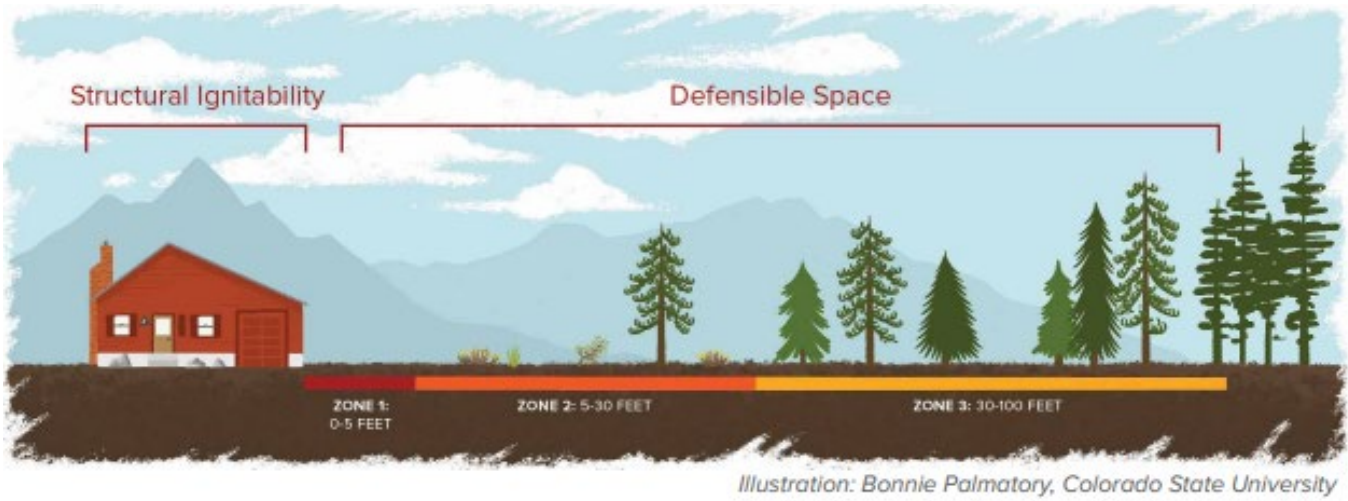 Structural Ignitability
Defensible Space
ZONE 1:
0-5 FEET
ZONE 2: 5-30 FEET
ZONE 3: 30-100 FEET
Illustration: Bonnie Palmatory, Colorado State University